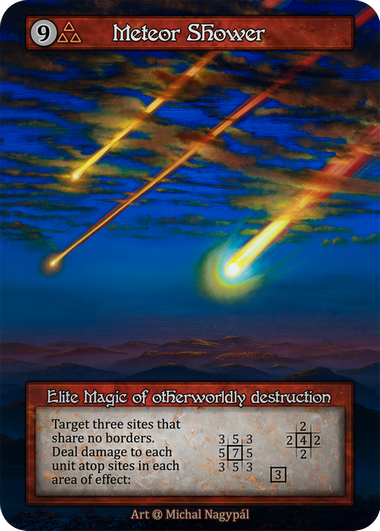 9 Meteor Shower
Elite Magic of otherworldly destruction
Target three sites that
share no borders.
Deal damage to each
unit atop sites in each
area of effect:
3 5 3
5 7 5
3 5 3
2
2 4 2
2
3
Art @ Michal Nagypál